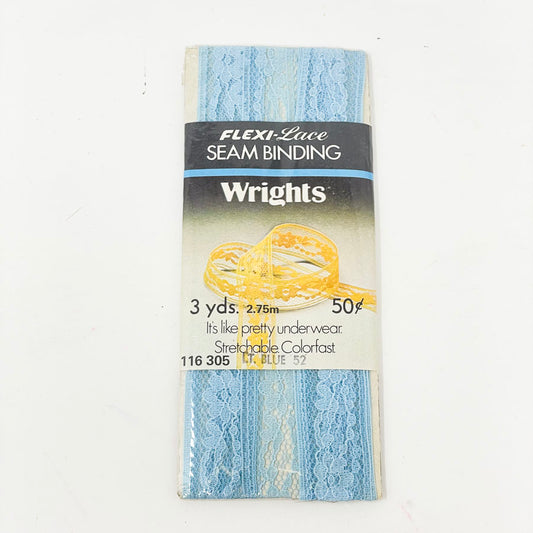 FLEXI-Lace
SEAM BINDING
Wrights
3 yds. 2.75m 50¢
It's like pretty underwear.
Stretchable. Colorfast
116 305 LT. BLUE 52